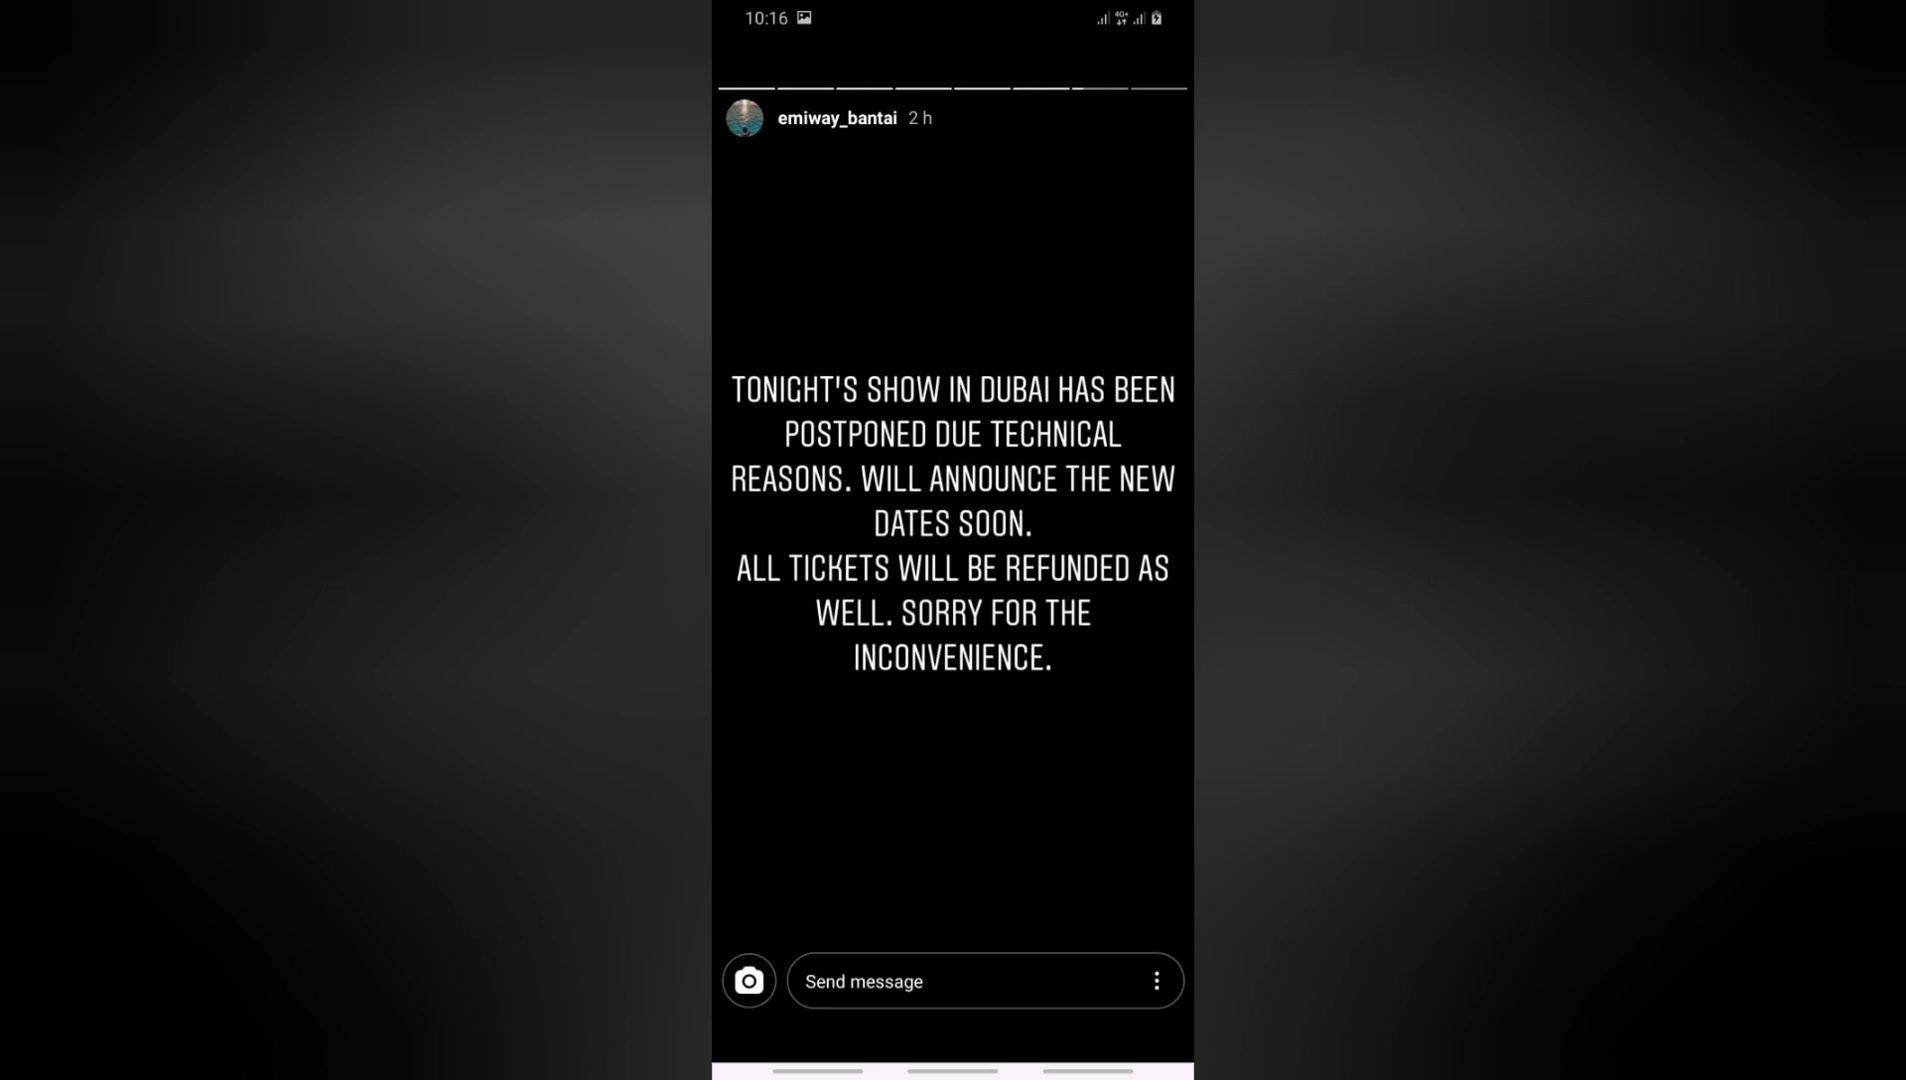 10:16
4G+
emiway_bantai 2 h
TONIGHT'S SHOW IN DUBAI HAS BEEN
POSTPONED DUE TECHNICAL
REASONS. WILL ANNOUNCE THE NEW
DATES SOON.
ALL TICKETS WILL BE REFUNDED AS
WELL. SORRY FOR THE
INCONVENIENCE.
Send message